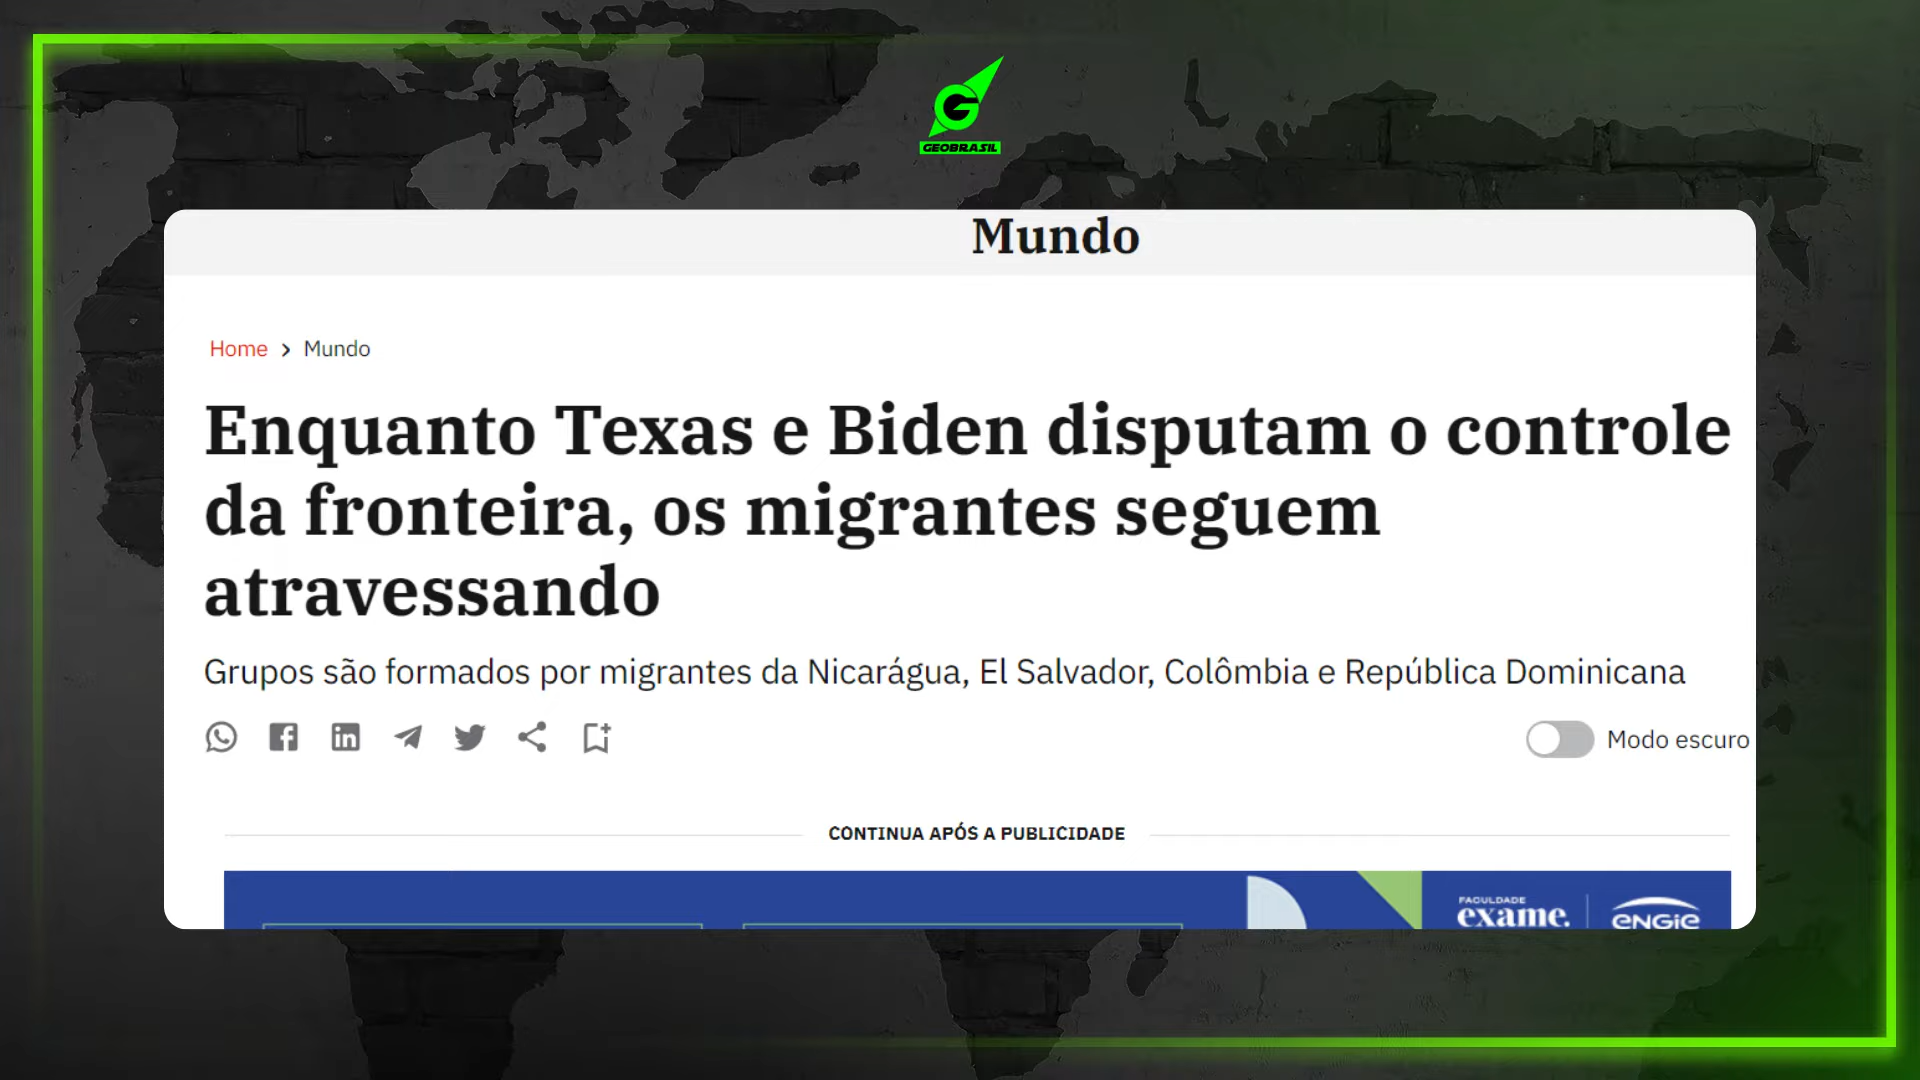 GEOBRASIL
Mundo
Home > Mundo
Enquanto Texas e Biden disputam o controle
da fronteira, os migrantes seguem
atravessando
Grupos são formados por migrantes da Nicarágua, El Salvador, Colômbia e República Dominicana
Modo escuro
CONTINUA APÓS A PUBLICIDADE
FACULDADE
exame.
ENGIE